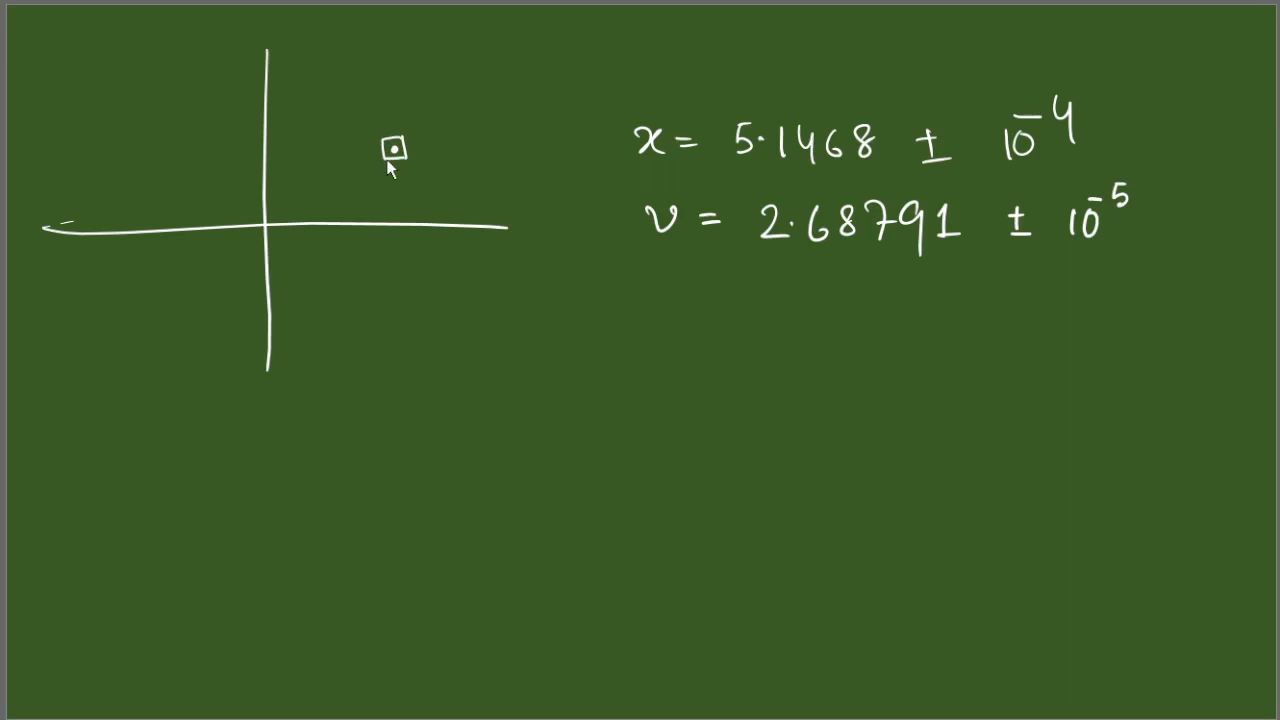 x = 5.1468 ± 10⁻⁴
v = 2.68791 ± 10⁻⁵